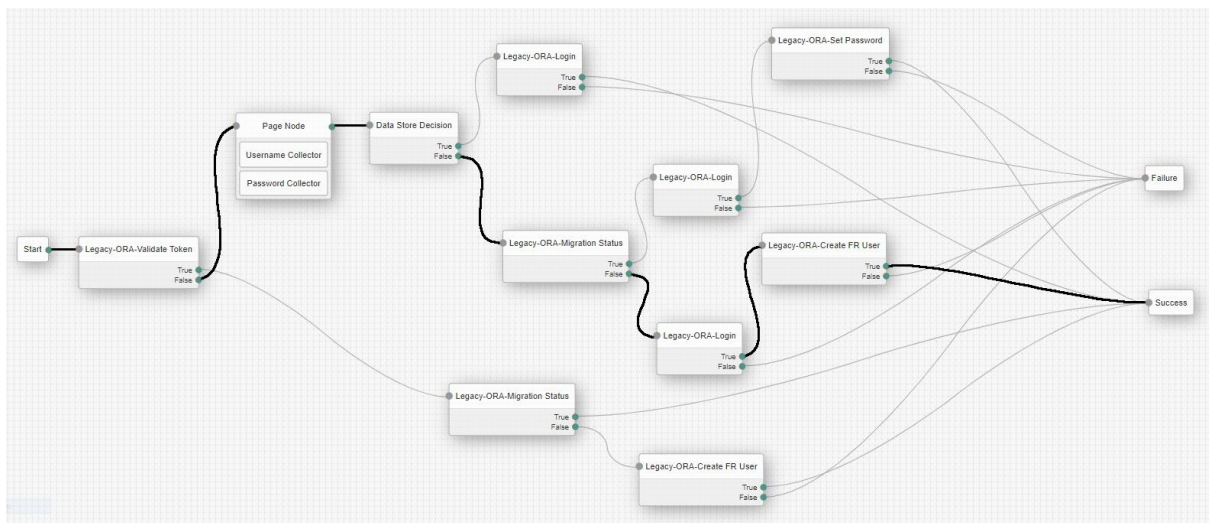 Legacy-ORA-Set Password
True
False
Legacy-ORA-Login
True
False
Page Node
Username Collector
Password Collector
Data Store Decision
True
False
Legacy-ORA-Login
True
False
Failure
Start
Legacy-ORA-Validate Token
True
False
Legacy-ORA-Migration Status
True
False
Legacy-ORA-Create FR User
True
False
Success
Legacy-ORA-Login
True
False
Legacy-ORA-Migration Status
True
False
Legacy-ORA-Create FR User
True
False